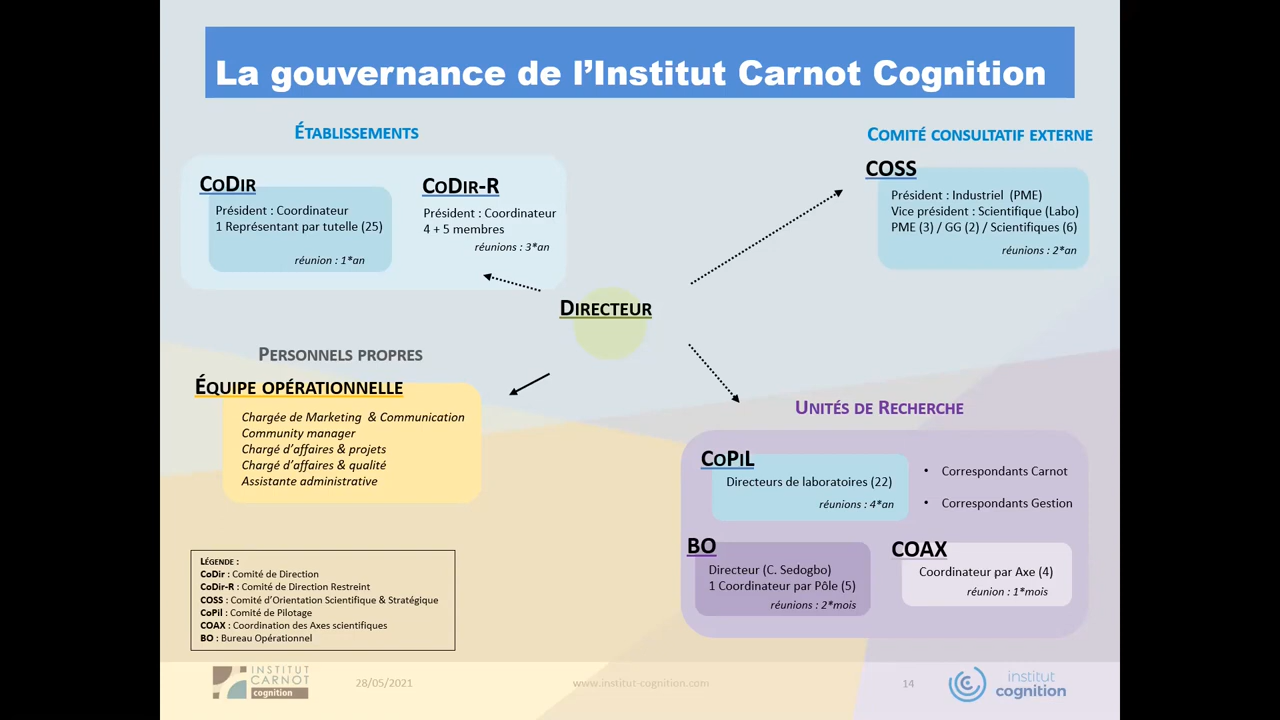 La gouvernance de l'Institut Carnot Cognition
Établissements
CoDir
Président : Coordinateur
1 Représentant par tutelle (25)
réunion : 1*an
CoDir-R
Président : Coordinateur
4 + 5 membres
réunions : 3*an
Comité consultatif externe
COSS
Président : Industriel (PME)
Vice président : Scientifique (Labo)
PME (3) / GG (2) / Scientifiques (6)
réunions : 2*an
Directeur
Personnels propres
Équipe opérationnelle
Chargée de Marketing & Communication
Community manager
Chargé d'affaires & projets
Chargé d'affaires & qualité
Assistante administrative
Unités de Recherche
CoPil
Directeurs de laboratoires (22)
réunions : 4*an
• Correspondants Carnot
• Correspondants Gestion
BO
Directeur (C. Sedogbo)
1 Coordinateur par Pôle (5)
réunions : 2*mois
COAX
Coordinateur par Axe (4)
réunion : 1*mois
Légende :
CoDir : Comité de Direction
CoDir-R : Comité de Direction Restreint
COSS : Comité d'Orientation Scientifique & Stratégique
CoPil : Comité de Pilotage
COAX : Coordination des Axes scientifiques
BO : Bureau Opérationnel
INSTITUT
CARNOT
cognition
28/05/2021
www.institut-cognition.com
14
institut
cognition